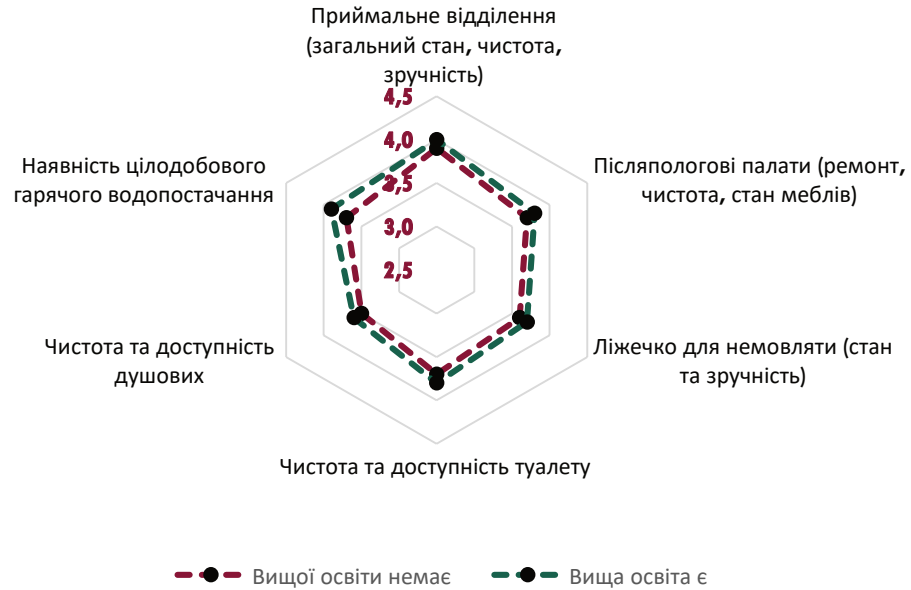 Приймальне відділення
(загальний стан, чистота,
зручність)
4,5
4,0
3,5
3,0
2,5
Післяпологові палати (ремонт,
чистота, стан меблів)
Ліжечко для немовляти (стан
та зручність)
Чистота та доступність туалету
Чистота та доступність
душових
Наявність цілодобового
гарячого водопостачання
Вищої освіти немає
Вища освіта є